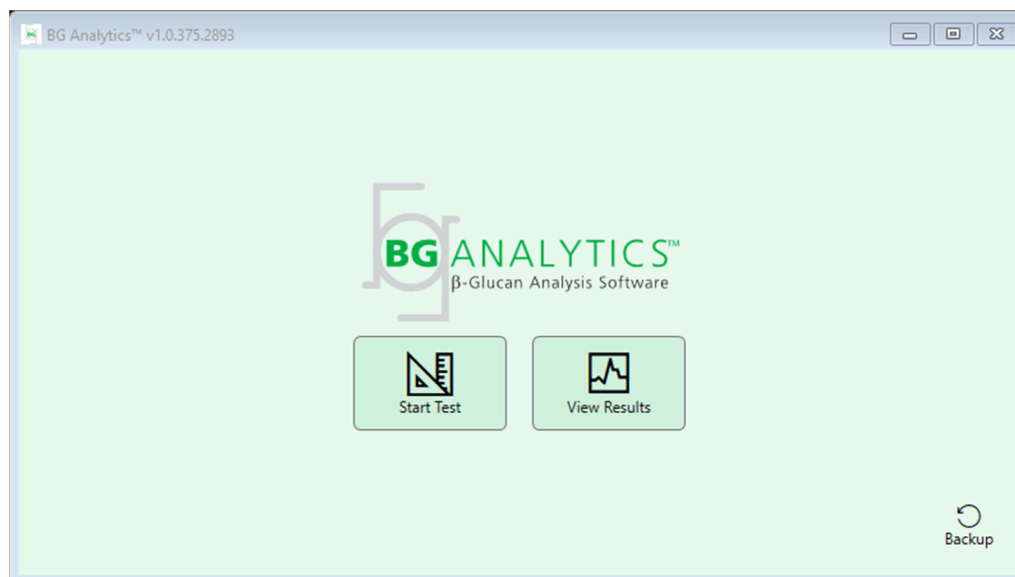 BG Analytics™ v1.0.375.2893
BG ANALYTICS™
β-Glucan Analysis Software
Start Test
View Results
Backup